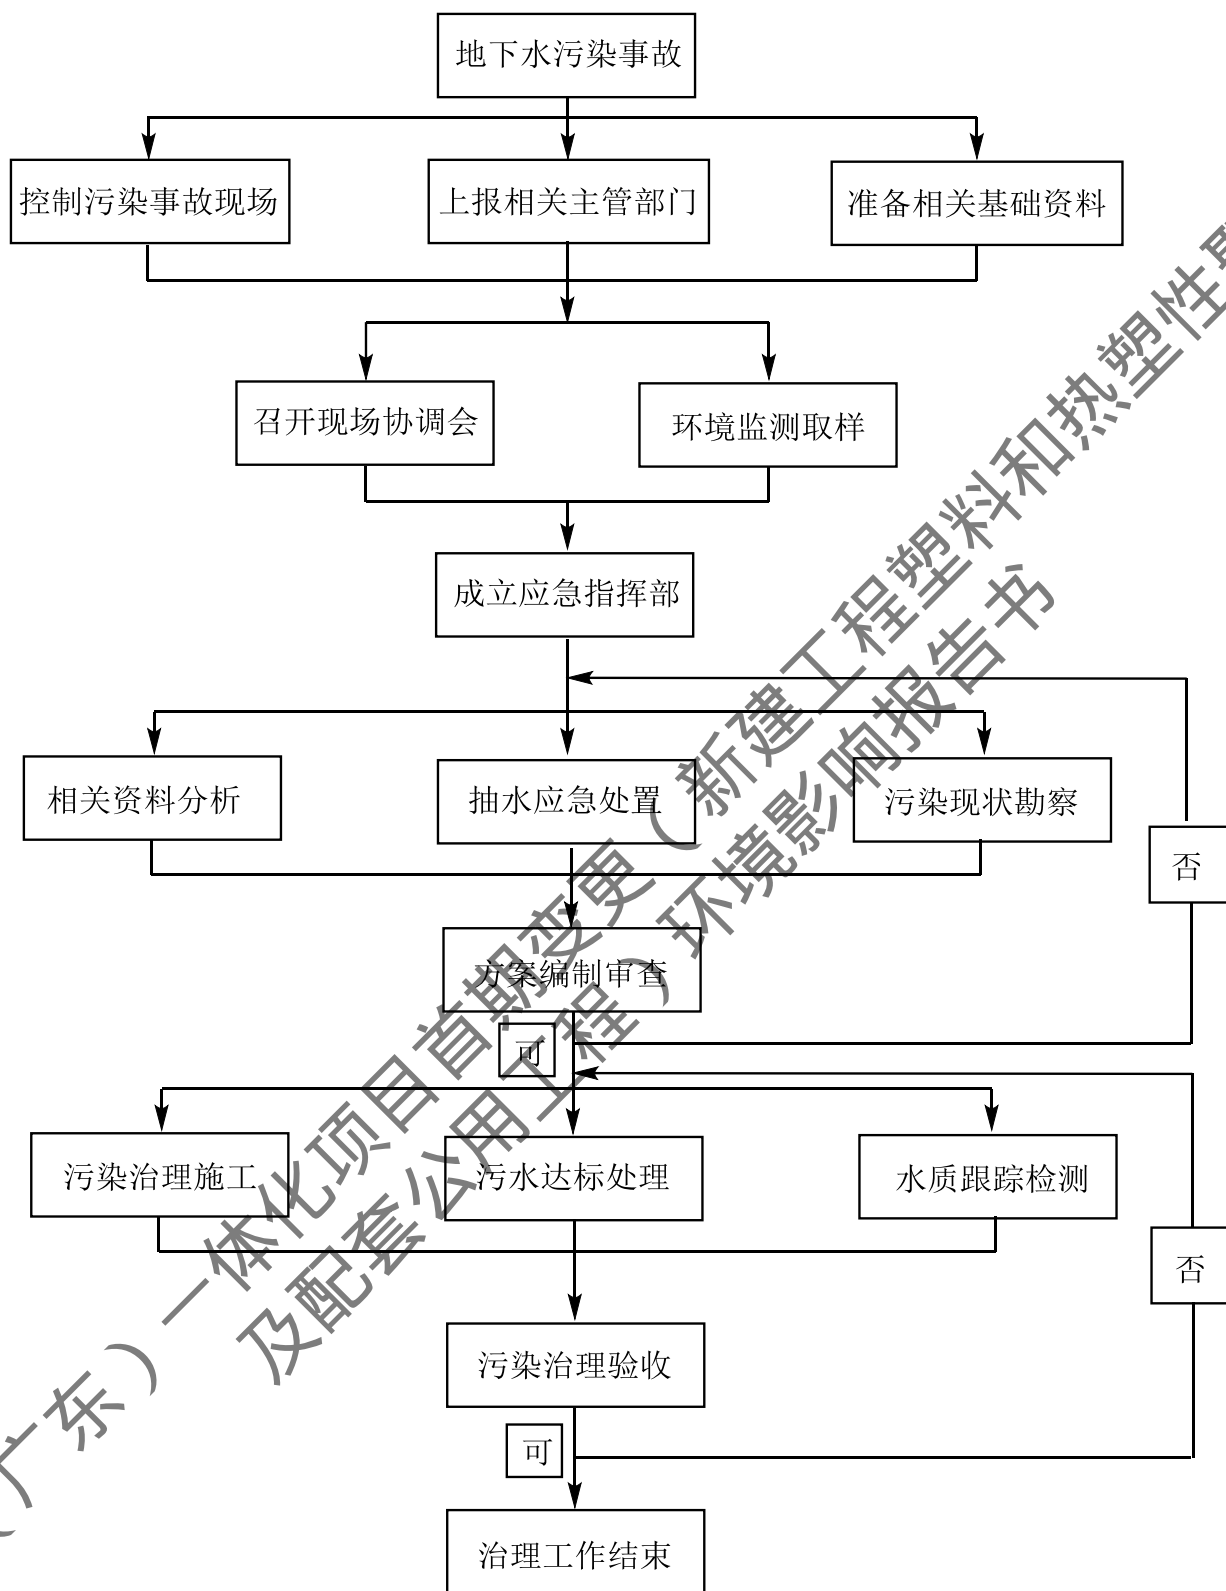 地下水污染事故
控制污染事故现场
上报相关主管部门
准备相关基础资料
召开现场协调会
环境监测取样
成立应急指挥部
相关资料分析
抽水应急处置
污染现状勘察
否
方案编制审查
可
污染治理施工
污水达标处理
水质跟踪检测
否
污染治理验收
可
治理工作结束
（广东）一体化项目首期变更（新建工程塑料和热塑性
及配套公用工程）环境影响报告书